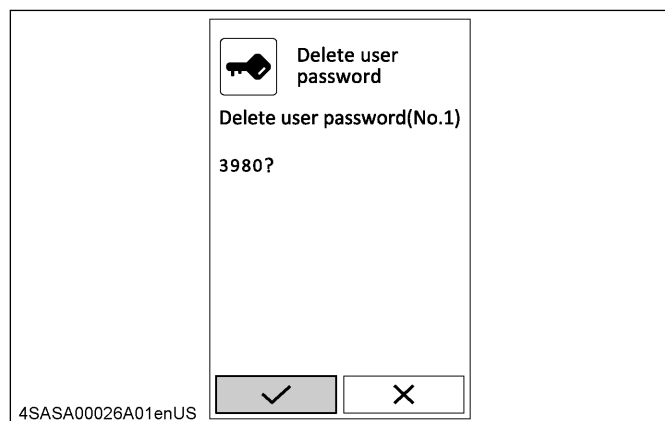 Delete user
password
Delete user password(No.1)
3980?
4SASA00026A01enUS